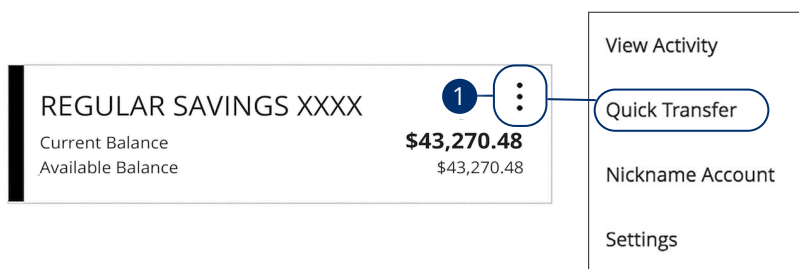 REGULAR SAVINGS XXXX
1
Current Balance $43,270.48
Available Balance $43,270.48
View Activity
Quick Transfer
Nickname Account
Settings